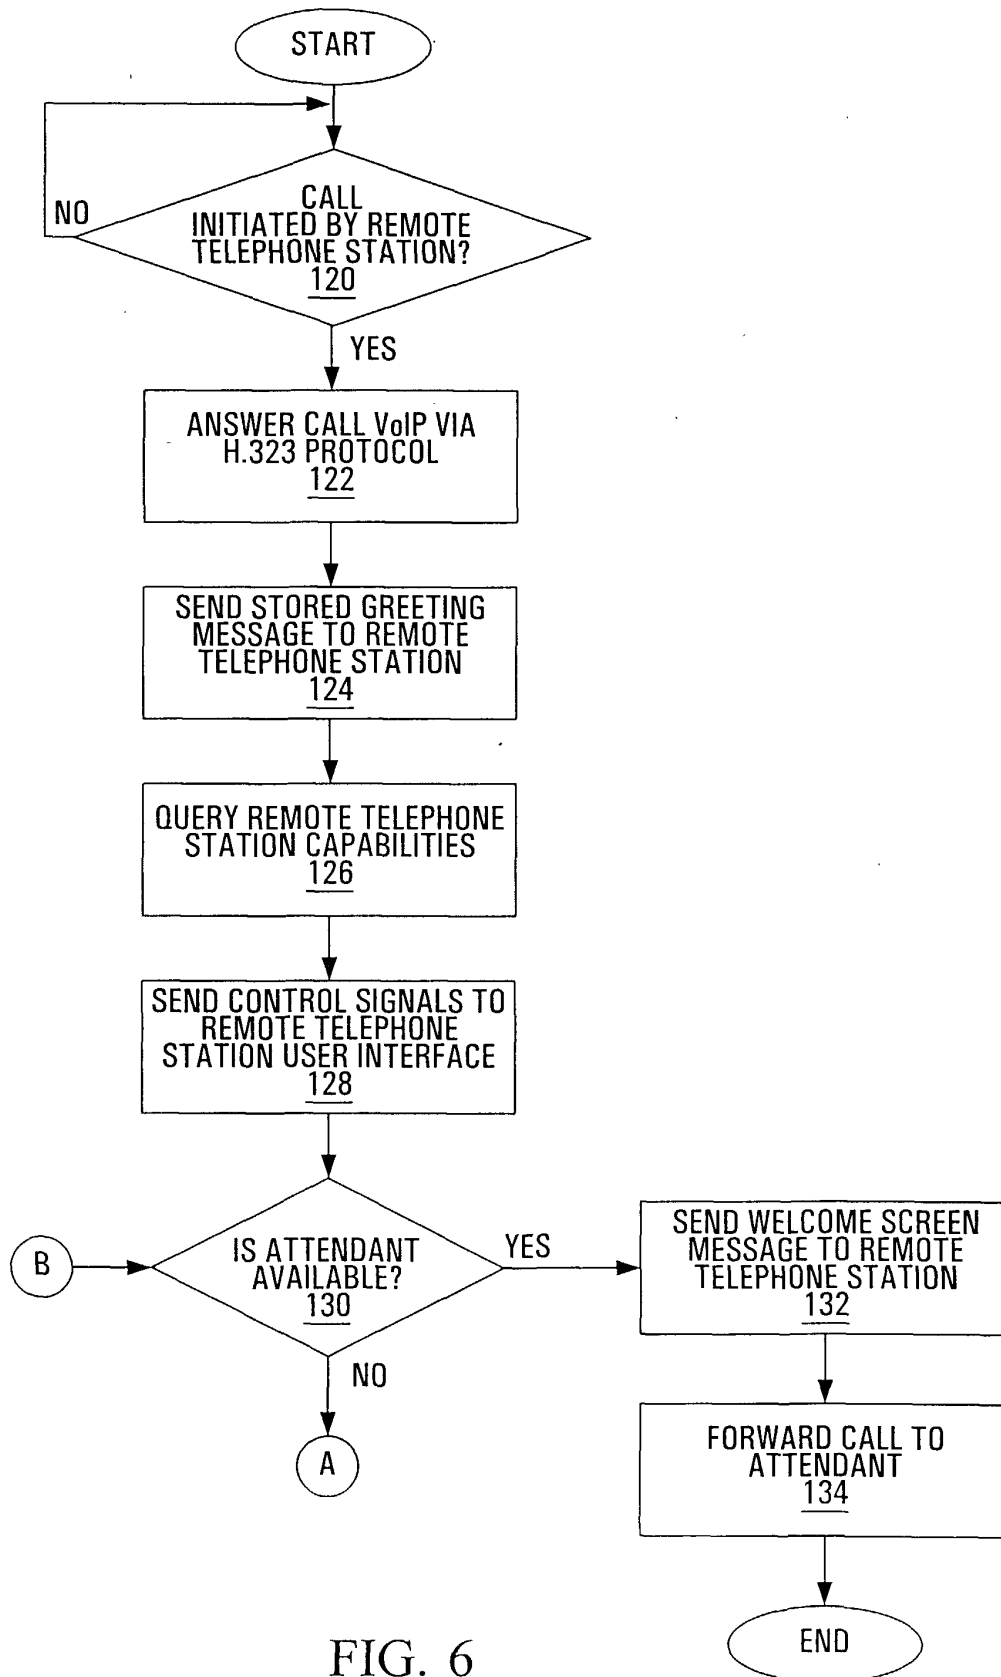 START
CALL
INITIATED BY REMOTE
TELEPHONE STATION?
120
NO
YES
ANSWER CALL VoIP VIA
H.323 PROTOCOL
122
SEND STORED GREETING
MESSAGE TO REMOTE
TELEPHONE STATION
124
QUERY REMOTE TELEPHONE
STATION CAPABILITIES
126
SEND CONTROL SIGNALS TO
REMOTE TELEPHONE
STATION USER INTERFACE
128
B
IS ATTENDANT
AVAILABLE?
130
YES
NO
A
SEND WELCOME SCREEN
MESSAGE TO REMOTE
TELEPHONE STATION
132
FORWARD CALL TO
ATTENDANT
134
END
FIG. 6